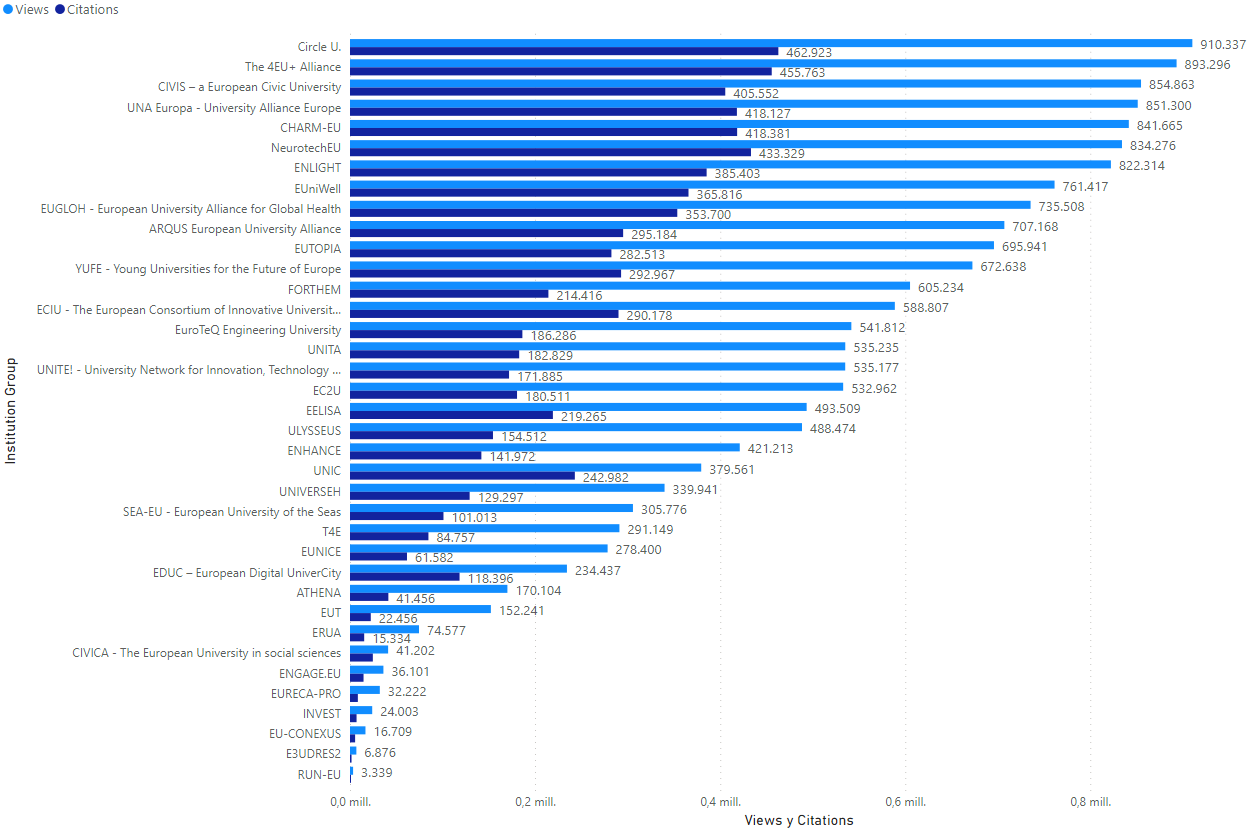 Views Citations
Circle U. 910.337
462.923
The 4EU+ Alliance 893.296
455.763
CIVIS – a European Civic University 854.863
405.552
UNA Europa - University Alliance Europe 851.300
418.127
CHARM-EU 841.665
418.381
NeurotechEU 834.276
433.329
ENLIGHT 822.314
385.403
EUniWell 761.417
365.816
EUGLOH - European University Alliance for Global Health 735.508
353.700
ARQUS European University Alliance 707.168
295.184
EUTOPIA 695.941
282.513
YUFE - Young Universities for the Future of Europe 672.638
292.967
FORTHEM 605.234
214.416
ECIU - The European Consortium of Innovative Universit... 588.807
290.178
EuroTeQ Engineering University 541.812
186.286
UNITA 535.235
182.829
UNITE! - University Network for Innovation, Technology ... 535.177
171.885
EC2U 532.962
180.511
EELISA 493.509
219.265
ULYSSEUS 488.474
154.512
ENHANCE 421.213
141.972
UNIC 379.561
242.982
UNIVERSEH 339.941
129.297
SEA-EU - European University of the Seas 305.776
101.013
T4E 291.149
84.757
EUNICE 278.400
61.582
EDUC – European Digital UniverCity 234.437
118.396
ATHENA 170.104
41.456
EUT 152.241
22.456
ERUA 74.577
15.334
CIVICA - The European University in social sciences 41.202
ENGAGE.EU 36.101
EURECA-PRO 32.222
INVEST 24.003
EU-CONEXUS 16.709
E3UDRES2 6.876
RUN-EU 3.339
0,0 mill. 0,2 mill. 0,4 mill. 0,6 mill. 0,8 mill.
Views y Citations
Institution Group